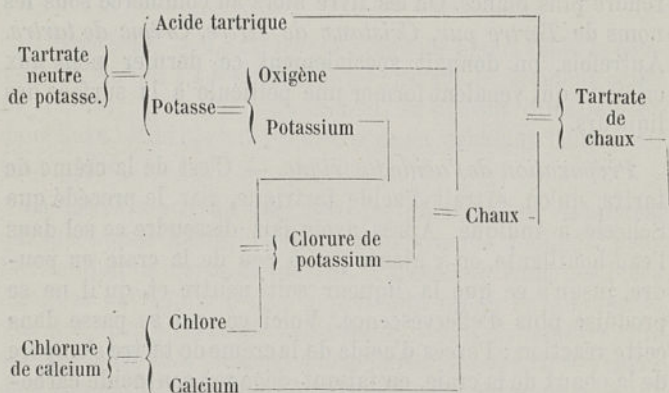 Acide tartrique
Tartrate
neutre
de potasse.
Potasse
Oxigène
Potassium
Tartrate
de
chaux
Chaux
Clorure de
potassium
Chlore
Chlorure
de calcium
Calcium